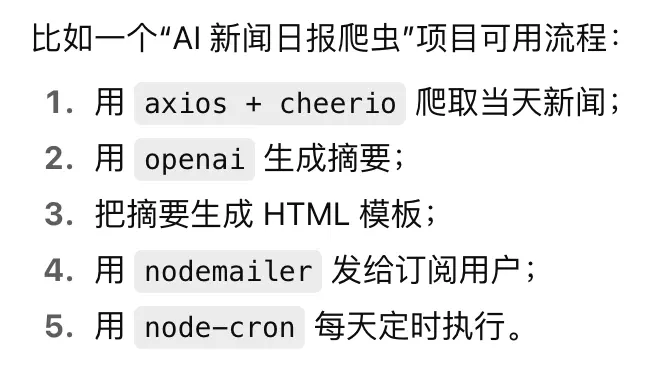 比如一个“AI 新闻日报爬虫”项目可用流程：
1. 用 axios + cheerio 爬取当天新闻；
2. 用 openai 生成摘要；
3. 把摘要生成 HTML 模板；
4. 用 nodemailer 发给订阅用户；
5. 用 node-cron 每天定时执行。